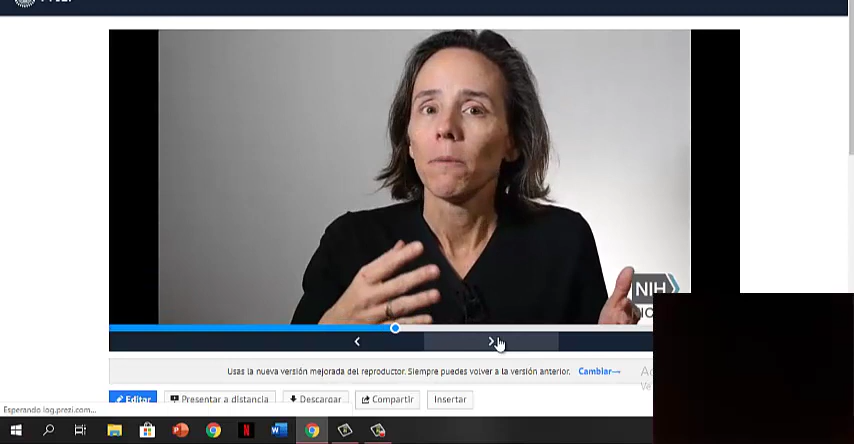 NIH
Usas la nueva versión mejorada del reproductor. Siempre puedes volver a la versión anterior. Cambiar→
Editar
Presentar a distancia
Descargar
Compartir
Insertar
Esperando log.prezi.com...